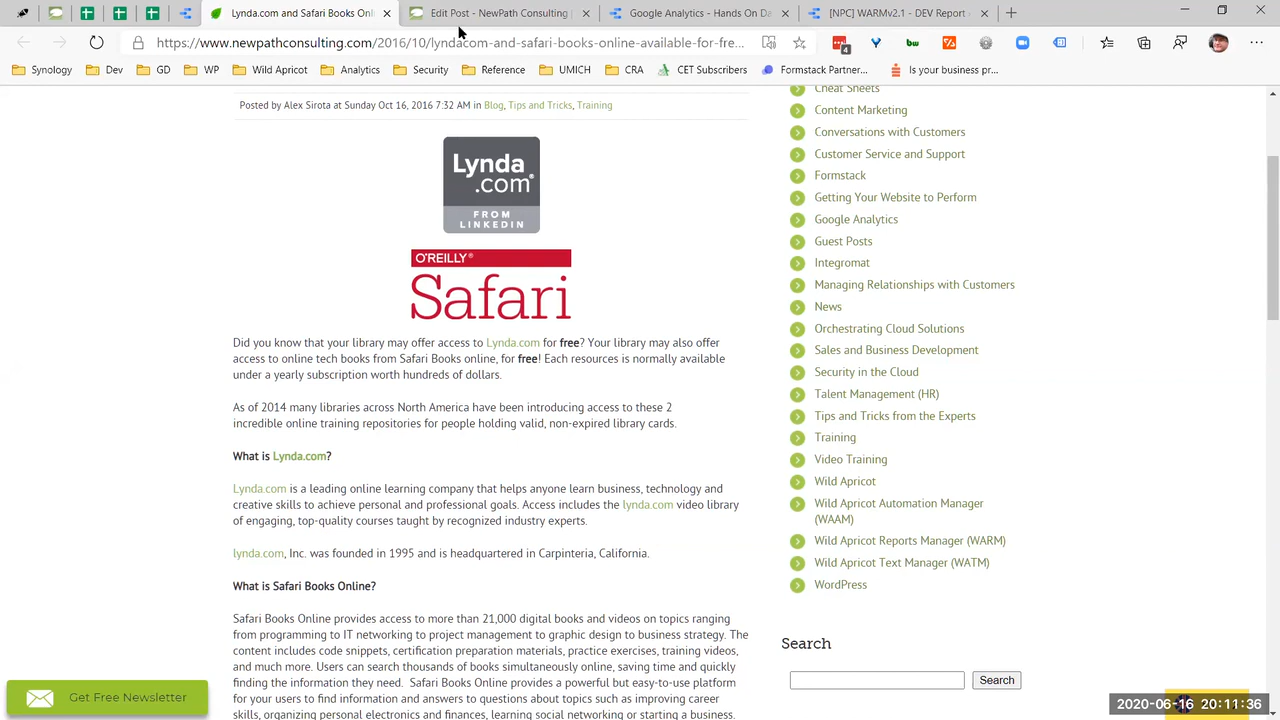 Lynda.com and Safari Books Onl
Edit Post - NewPath Consulting
Google Analytics - Hands On Da
[NPC] WARMv2.1 - DEV Report
https://www.newpathconsulting.com/2016/10/lyndacom-and-safari-books-online-available-for-fre...
4
bw
Synology
Dev
GD
WP
Wild Apricot
Analytics
Security
Reference
UMICH
CRA
CET Subscribers
Formstack Partner...
Is your business pr...
Posted by Alex Sirota at Sunday Oct 16, 2016 7:32 AM in Blog, Tips and Tricks, Training
Lynda
.com®
FROM
LINKEDIN
O'REILLY®
Safari
Did you know that your library may offer access to Lynda.com for free? Your library may also offer
access to online tech books from Safari Books online, for free! Each resources is normally available
under a yearly subscription worth hundreds of dollars.
As of 2014 many libraries across North America have been introducing access to these 2
incredible online training repositories for people holding valid, non-expired library cards.
What is Lynda.com?
Lynda.com is a leading online learning company that helps anyone learn business, technology and
creative skills to achieve personal and professional goals. Access includes the lynda.com video library
of engaging, top-quality courses taught by recognized industry experts.
lynda.com, Inc. was founded in 1995 and is headquartered in Carpinteria, California.
What is Safari Books Online?
Safari Books Online provides access to more than 21,000 digital books and videos on topics ranging
from programming to IT networking to project management to graphic design to business strategy. The
content includes code snippets, certification preparation materials, practice exercises, training videos,
and much more. Users can search thousands of books simultaneously online, saving time and quickly
finding the information they need. Safari Books Online provides a powerful but easy-to-use platform
for your users to find information and answers to questions about topics such as improving career
skills, organizing personal electronics and finances, learning social networking or starting a business.
Cheat Sheets
Content Marketing
Conversations with Customers
Customer Service and Support
Formstack
Getting Your Website to Perform
Google Analytics
Guest Posts
Integromat
Managing Relationships with Customers
News
Orchestrating Cloud Solutions
Sales and Business Development
Security in the Cloud
Talent Management (HR)
Tips and Tricks from the Experts
Training
Video Training
Wild Apricot
Wild Apricot Automation Manager
(WAAM)
Wild Apricot Reports Manager (WARM)
Wild Apricot Text Manager (WATM)
WordPress
Search
Search
Get Free Newsletter
2020-06-16 20:11:36